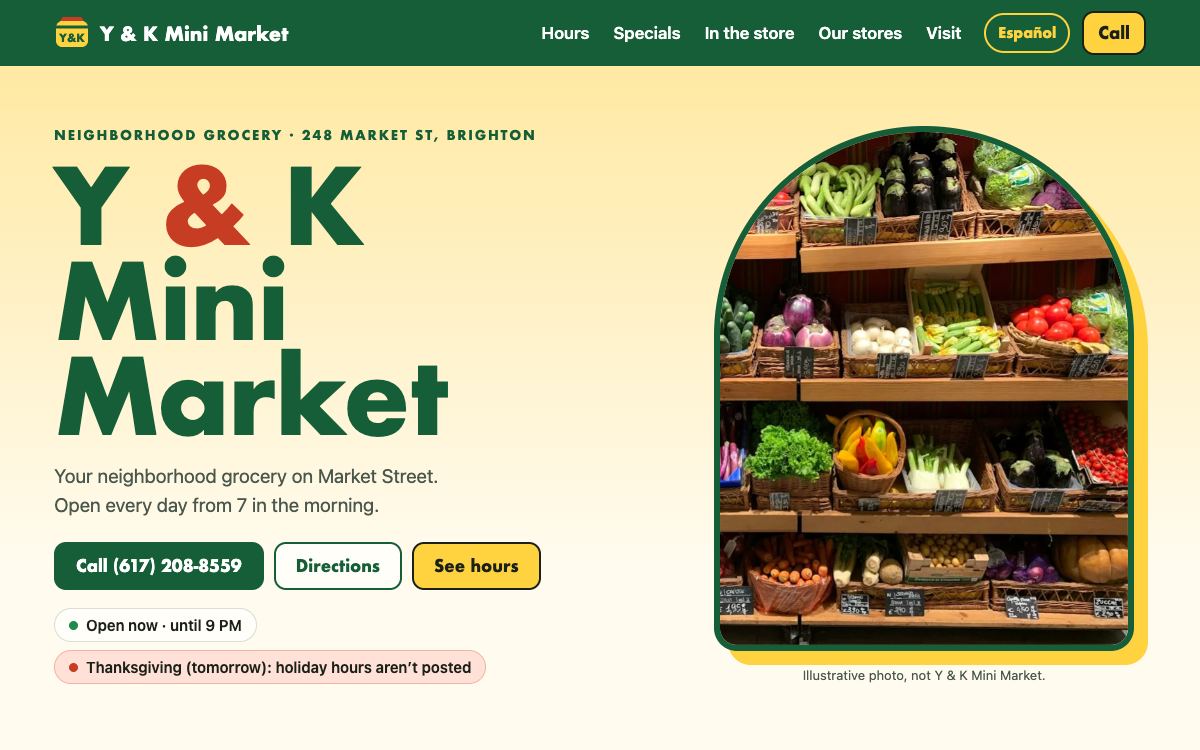 Y&K
Y & K Mini Market
Hours
Specials
In the store
Our stores
Visit
Español
Call
NEIGHBORHOOD GROCERY · 248 MARKET ST, BRIGHTON
Y & K
Mini
Market
Your neighborhood grocery on Market Street.
Open every day from 7 in the morning.
Call (617) 208-8559
Directions
See hours
Open now · until 9 PM
Thanksgiving (tomorrow): holiday hours aren’t posted
Illustrative photo, not Y & K Mini Market.